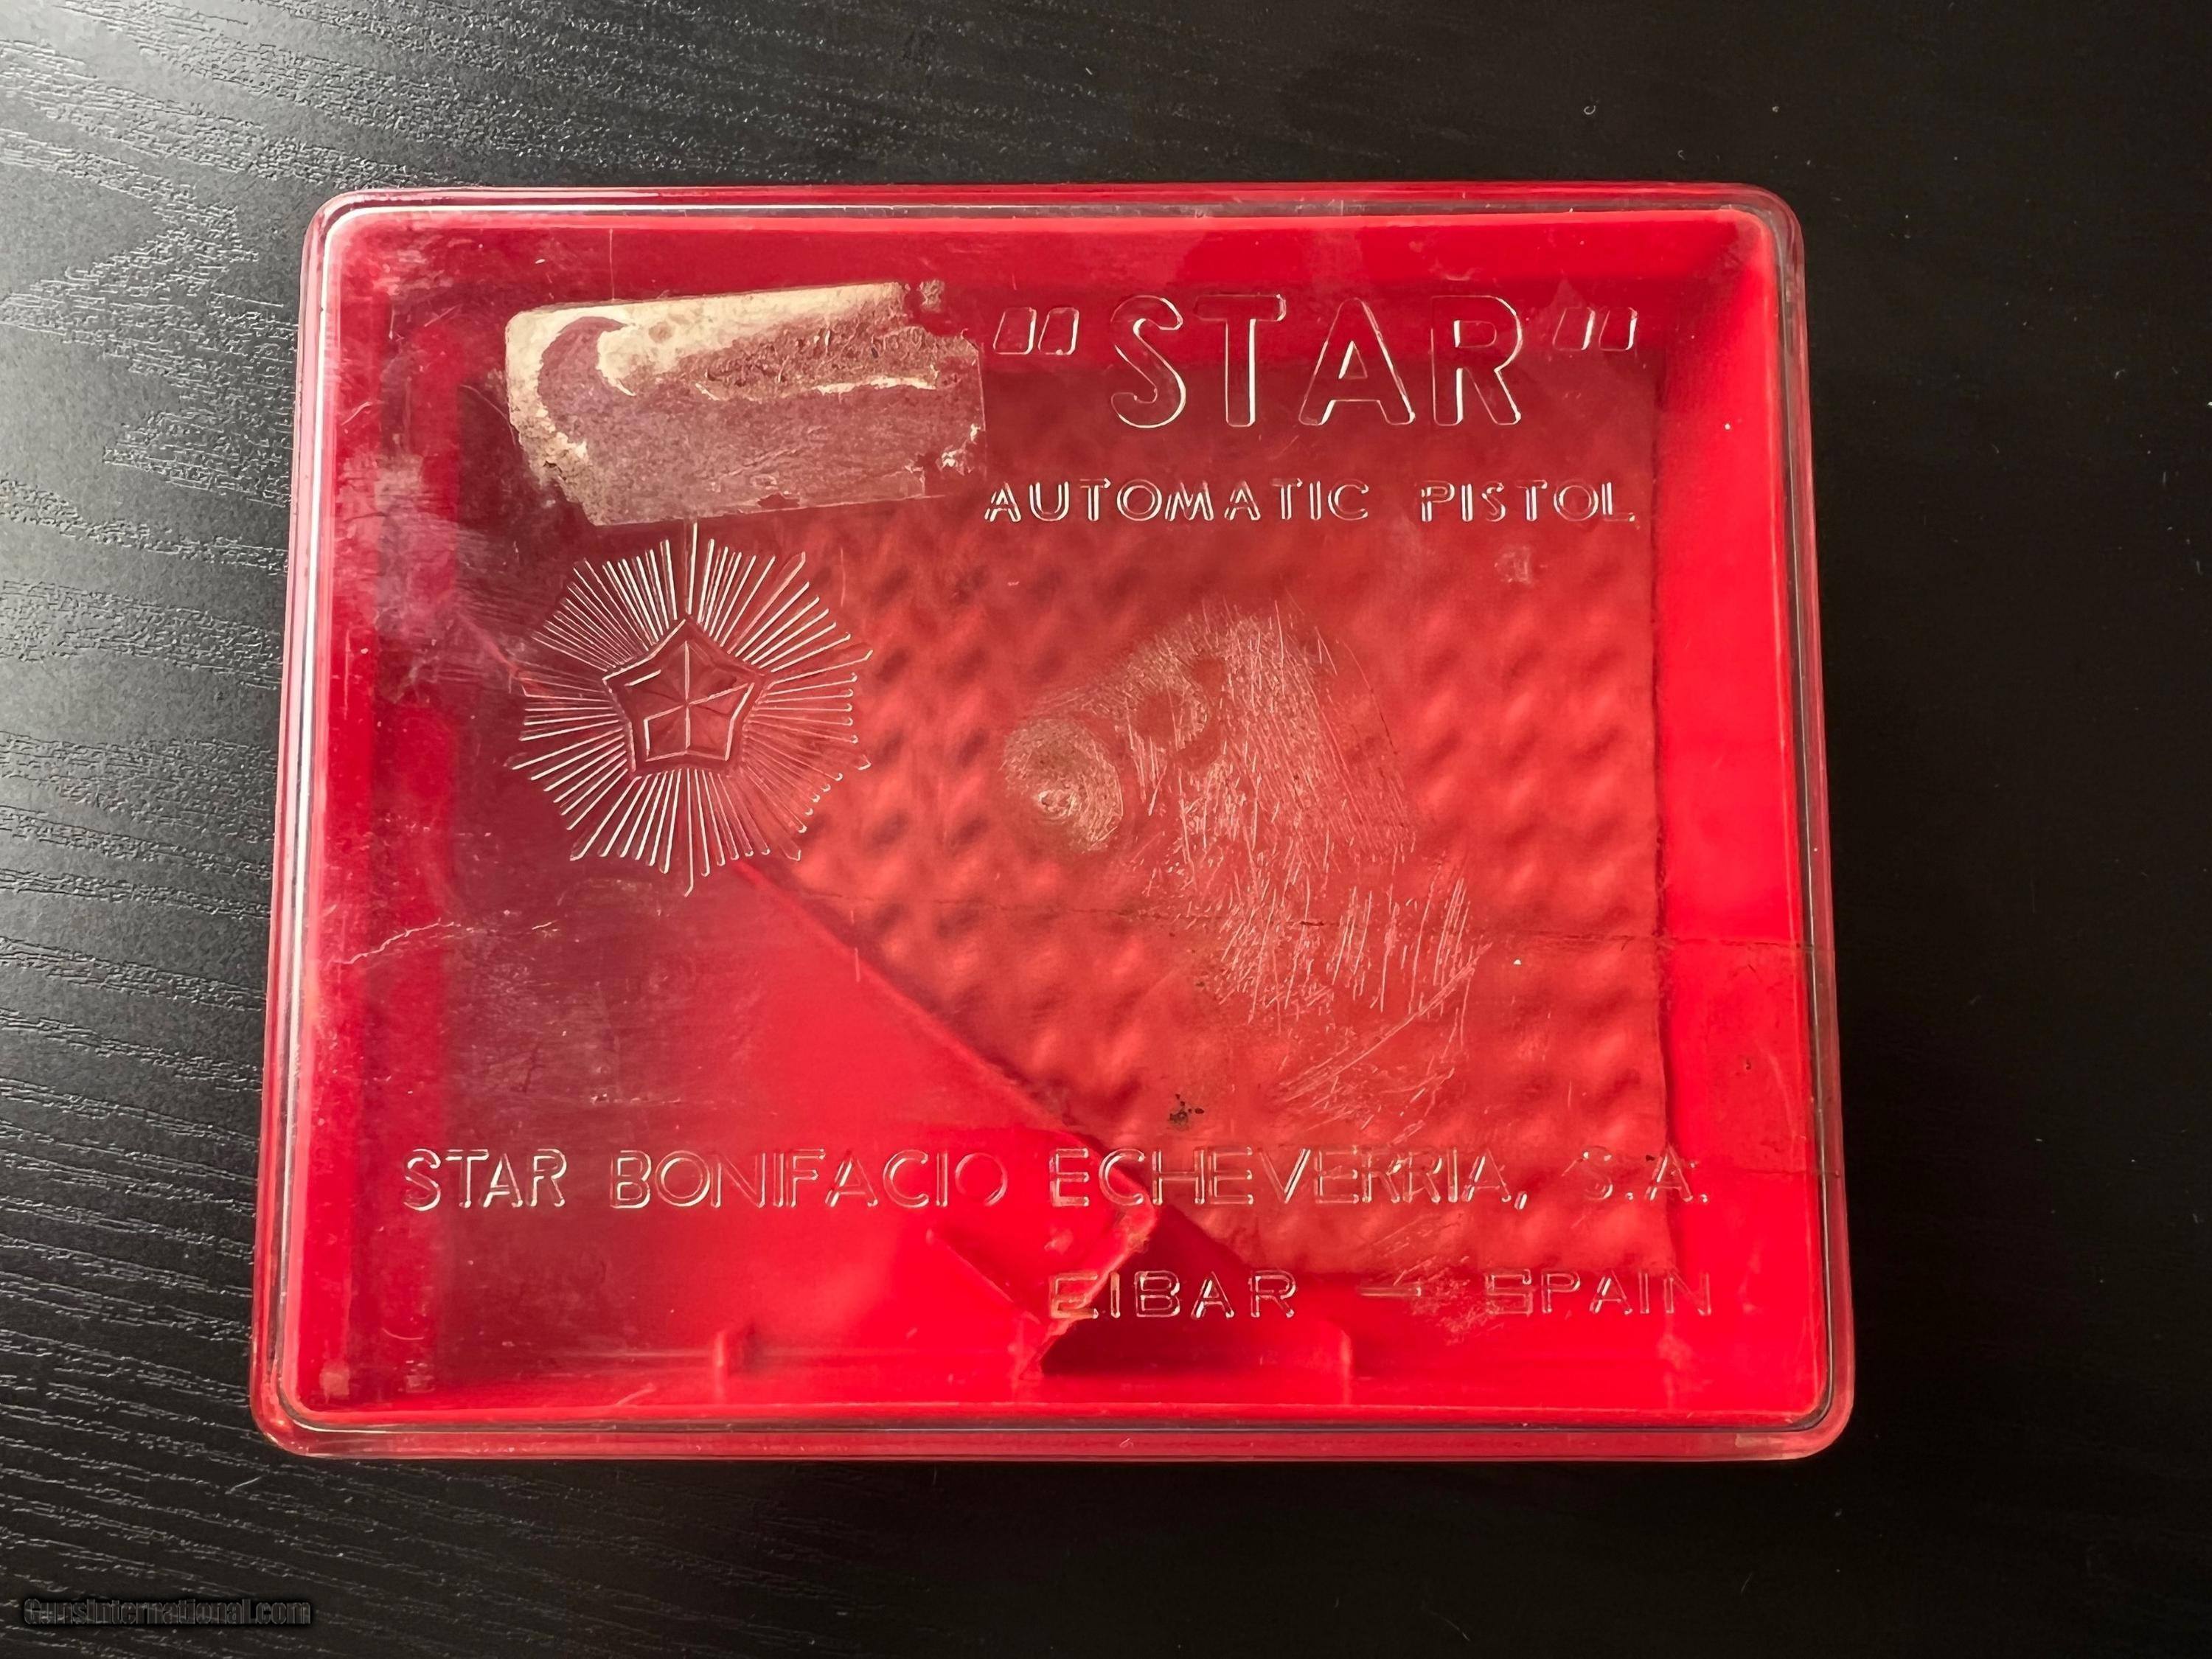 "STAR"
AUTOMATIC PISTOL
STAR BONIFACIO ECHEVERRIA, S.A.
EIBAR - SPAIN
GunsInternational.com